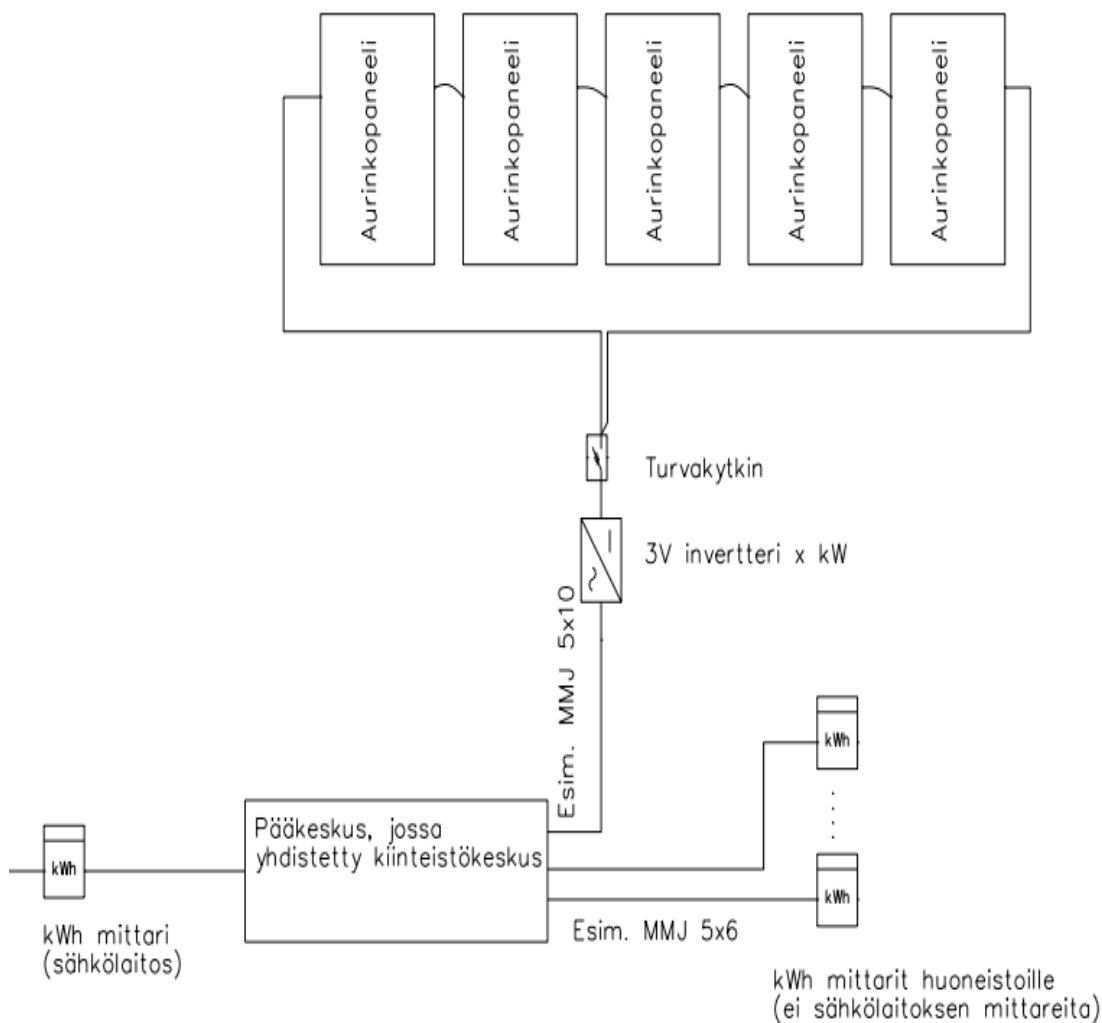 Aurinkopaneeli
Aurinkopaneeli
Aurinkopaneeli
Aurinkopaneeli
Aurinkopaneeli
Turvakytkin
3V invertteri x kW
Esim. MMJ 5x10
kWh
Pääkeskus, jossa
yhdistetty kiinteistökeskus
kWh
kWh
Esim. MMJ 5x6
kWh mittari
(sähkölaitos)
kWh mittarit huoneistoille
(ei sähkölaitoksen mittareita)